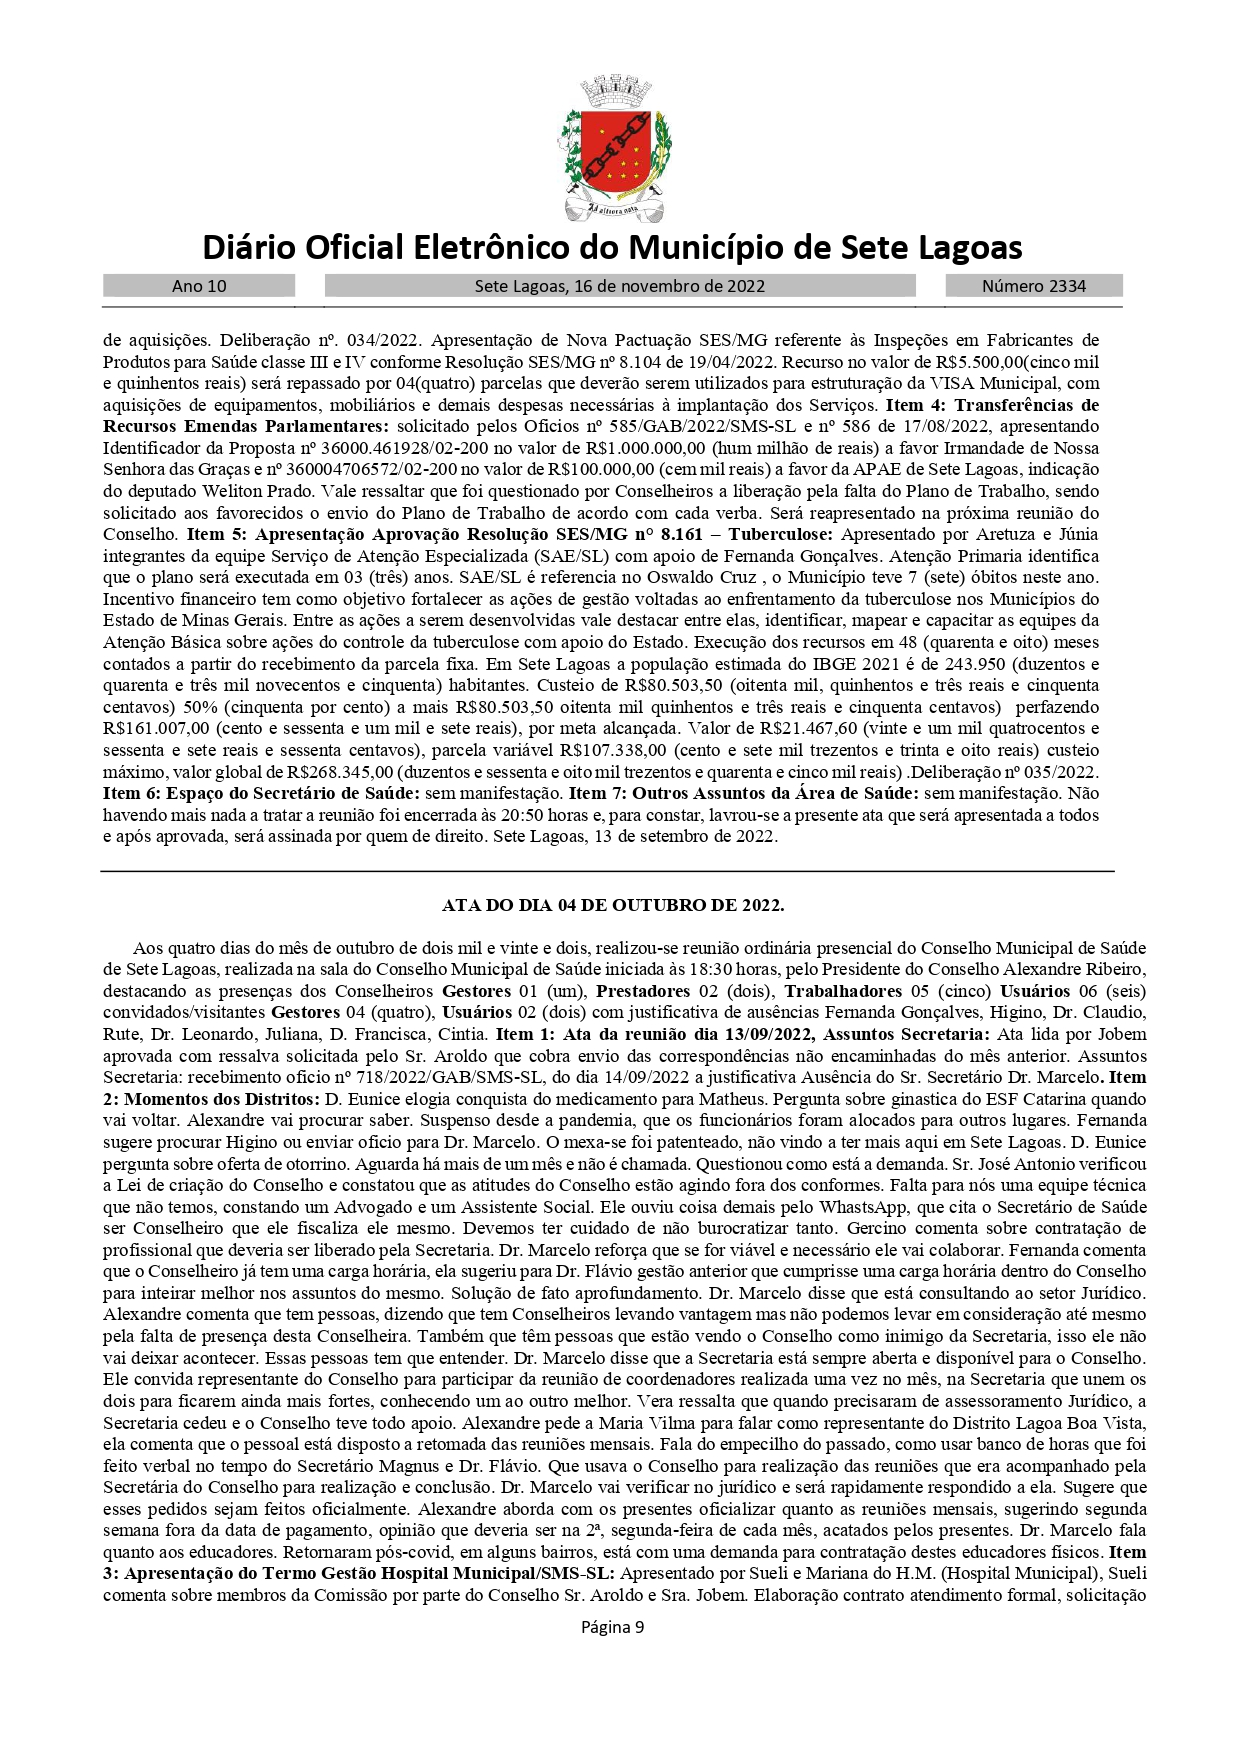 Ad altiora nata
Diário Oficial Eletrônico do Município de Sete Lagoas
Ano 10
Sete Lagoas, 16 de novembro de 2022
Número 2334
de aquisições. Deliberação nº. 034/2022. Apresentação de Nova Pactuação SES/MG referente às Inspeções em Fabricantes de
Produtos para Saúde classe III e IV conforme Resolução SES/MG nº 8.104 de 19/04/2022. Recurso no valor de R$5.500,00(cinco mil
e quinhentos reais) será repassado por 04(quatro) parcelas que deverão serem utilizados para estruturação da VISA Municipal, com
aquisições de equipamentos, mobiliários e demais despesas necessárias à implantação dos Serviços. Item 4: Transferências de
Recursos Emendas Parlamentares: solicitado pelos Oficios nº 585/GAB/2022/SMS-SL e nº 586 de 17/08/2022, apresentando
Identificador da Proposta nº 36000.461928/02-200 no valor de R$1.000.000,00 (hum milhão de reais) a favor Irmandade de Nossa
Senhora das Graças e nº 360004706572/02-200 no valor de R$100.000,00 (cem mil reais) a favor da APAE de Sete Lagoas, indicação
do deputado Weliton Prado. Vale ressaltar que foi questionado por Conselheiros a liberação pela falta do Plano de Trabalho, sendo
solicitado aos favorecidos o envio do Plano de Trabalho de acordo com cada verba. Será reapresentado na próxima reunião do
Conselho. Item 5: Apresentação Aprovação Resolução SES/MG nº 8.161 – Tuberculose: Apresentado por Aretuza e Júnia
integrantes da equipe Serviço de Atenção Especializada (SAE/SL) com apoio de Fernanda Gonçalves. Atenção Primaria identifica
que o plano será executada em 03 (três) anos. SAE/SL é referencia no Oswaldo Cruz , o Município teve 7 (sete) óbitos neste ano.
Incentivo financeiro tem como objetivo fortalecer as ações de gestão voltadas ao enfrentamento da tuberculose nos Municípios do
Estado de Minas Gerais. Entre as ações a serem desenvolvidas vale destacar entre elas, identificar, mapear e capacitar as equipes da
Atenção Básica sobre ações do controle da tuberculose com apoio do Estado. Execução dos recursos em 48 (quarenta e oito) meses
contados a partir do recebimento da parcela fixa. Em Sete Lagoas a população estimada do IBGE 2021 é de 243.950 (duzentos e
quarenta e três mil novecentos e cinquenta) habitantes. Custeio de R$80.503,50 (oitenta mil, quinhentos e três reais e cinquenta
centavos) 50% (cinquenta por cento) a mais R$80.503,50 oitenta mil quinhentos e três reais e cinquenta centavos) perfazendo
R$161.007,00 (cento e sessenta e um mil e sete reais), por meta alcançada. Valor de R$21.467,60 (vinte e um mil quatrocentos e
sessenta e sete reais e sessenta centavos), parcela variável R$107.338,00 (cento e sete mil trezentos e trinta e oito reais) custeio
máximo, valor global de R$268.345,00 (duzentos e sessenta e oito mil trezentos e quarenta e cinco mil reais) .Deliberação nº 035/2022.
Item 6: Espaço do Secretário de Saúde: sem manifestação. Item 7: Outros Assuntos da Área de Saúde: sem manifestação. Não
havendo mais nada a tratar a reunião foi encerrada às 20:50 horas e, para constar, lavrou-se a presente ata que será apresentada a todos
e após aprovada, será assinada por quem de direito. Sete Lagoas, 13 de setembro de 2022.
ATA DO DIA 04 DE OUTUBRO DE 2022.
Aos quatro dias do mês de outubro de dois mil e vinte e dois, realizou-se reunião ordinária presencial do Conselho Municipal de Saúde
de Sete Lagoas, realizada na sala do Conselho Municipal de Saúde iniciada às 18:30 horas, pelo Presidente do Conselho Alexandre Ribeiro,
destacando as presenças dos Conselheiros Gestores 01 (um), Prestadores 02 (dois), Trabalhadores 05 (cinco) Usuários 06 (seis)
convidados/visitantes Gestores 04 (quatro), Usuários 02 (dois) com justificativa de ausências Fernanda Gonçalves, Higino, Dr. Claudio,
Rute, Dr. Leonardo, Juliana, D. Francisca, Cintia. Item 1: Ata da reunião dia 13/09/2022, Assuntos Secretaria: Ata lida por Jobem
aprovada com ressalva solicitada pelo Sr. Aroldo que cobra envio das correspondências não encaminhadas do mês anterior. Assuntos
Secretaria: recebimento oficio nº 718/2022/GAB/SMS-SL, do dia 14/09/2022 a justificativa Ausência do Sr. Secretário Dr. Marcelo. Item
2: Momentos dos Distritos: D. Eunice elogia conquista do medicamento para Matheus. Pergunta sobre ginastica do ESF Catarina quando
vai voltar. Alexandre vai procurar saber. Suspenso desde a pandemia, que os funcionários foram alocados para outros lugares. Fernanda
sugere procurar Higino ou enviar oficio para Dr. Marcelo. O mexa-se foi patenteado, não vindo a ter mais aqui em Sete Lagoas. D. Eunice
pergunta sobre oferta de otorrino. Aguarda há mais de um mês e não é chamada. Questionou como está a demanda. Sr. José Antonio verificou
a Lei de criação do Conselho e constatou que as atitudes do Conselho estão agindo fora dos conformes. Falta para nós uma equipe técnica
que não temos, constando um Advogado e um Assistente Social. Ele ouviu coisa demais pelo WhastsApp, que cita o Secretário de Saúde
ser Conselheiro que ele fiscaliza ele mesmo. Devemos ter cuidado de não burocratizar tanto. Gercino comenta sobre contratação de
profissional que deveria ser liberado pela Secretaria. Dr. Marcelo reforça que se for viável e necessário ele vai colaborar. Fernanda comenta
que o Conselheiro já tem uma carga horária, ela sugeriu para Dr. Flávio gestão anterior que cumprisse uma carga horária dentro do Conselho
para inteirar melhor nos assuntos do mesmo. Solução de fato aprofundamento. Dr. Marcelo disse que está consultando ao setor Jurídico.
Alexandre comenta que tem pessoas, dizendo que tem Conselheiros levando vantagem mas não podemos levar em consideração até mesmo
pela falta de presença desta Conselheira. Também que têm pessoas que estão vendo o Conselho como inimigo da Secretaria, isso ele não
vai deixar acontecer. Essas pessoas tem que entender. Dr. Marcelo disse que a Secretaria está sempre aberta e disponível para o Conselho.
Ele convida representante do Conselho para participar da reunião de coordenadores realizada uma vez no mês, na Secretaria que unem os
dois para ficarem ainda mais fortes, conhecendo um ao outro melhor. Vera ressalta que quando precisaram de assessoramento Jurídico, a
Secretaria cedeu e o Conselho teve todo apoio. Alexandre pede a Maria Vilma para falar como representante do Distrito Lagoa Boa Vista,
ela comenta que o pessoal está disposto a retomada das reuniões mensais. Fala do empecilho do passado, como usar banco de horas que foi
feito verbal no tempo do Secretário Magnus e Dr. Flávio. Que usava o Conselho para realização das reuniões que era acompanhado pela
Secretária do Conselho para realização e conclusão. Dr. Marcelo vai verificar no jurídico e será rapidamente respondido a ela. Sugere que
esses pedidos sejam feitos oficialmente. Alexandre aborda com os presentes oficializar quanto as reuniões mensais, sugerindo segunda
semana fora da data de pagamento, opinião que deveria ser na 2ª, segunda-feira de cada mês, acatados pelos presentes. Dr. Marcelo fala
quanto aos educadores. Retornaram pós-covid, em alguns bairros, está com uma demanda para contratação destes educadores físicos. Item
3: Apresentação do Termo Gestão Hospital Municipal/SMS-SL: Apresentado por Sueli e Mariana do H.M. (Hospital Municipal), Sueli
comenta sobre membros da Comissão por parte do Conselho Sr. Aroldo e Sra. Jobem. Elaboração contrato atendimento formal, solicitação
Página 9